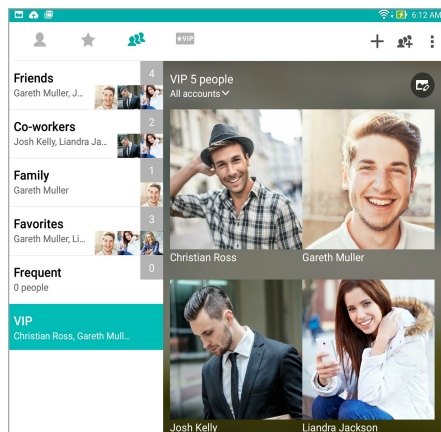 6:12 AM
★VIP
Friends
4
Gareth Muller, J...
Co-workers
2
Josh Kelly, Liandra Ja...
Family
1
Gareth Muller
Favorites
3
Gareth Muller, Li...
Frequent
0
0 people
VIP
Christian Ross, Gareth Mull...
VIP 5 people
All accounts
Christian Ross
Gareth Muller
Josh Kelly
Liandra Jackson